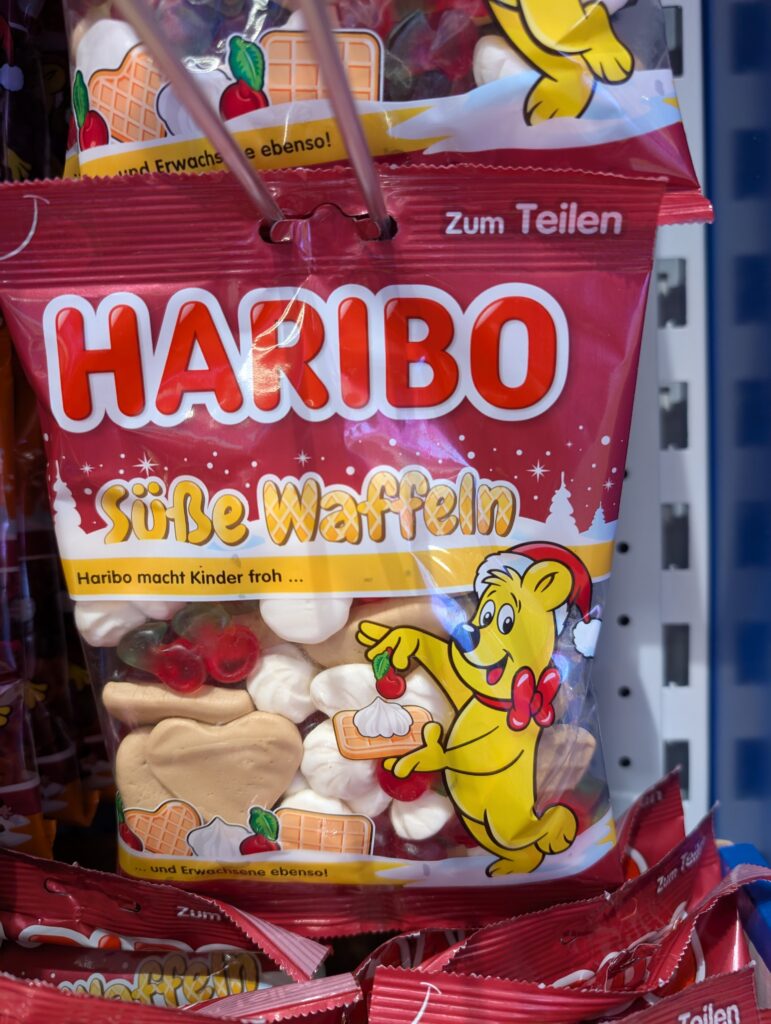 und Erwachsene ebenso!
Zum Teilen
HARIBO
Süße Waffeln
Haribo macht Kinder froh ...
... und Erwachsene ebenso!
Zum
Zum Teilen
Waffeln
Teilen